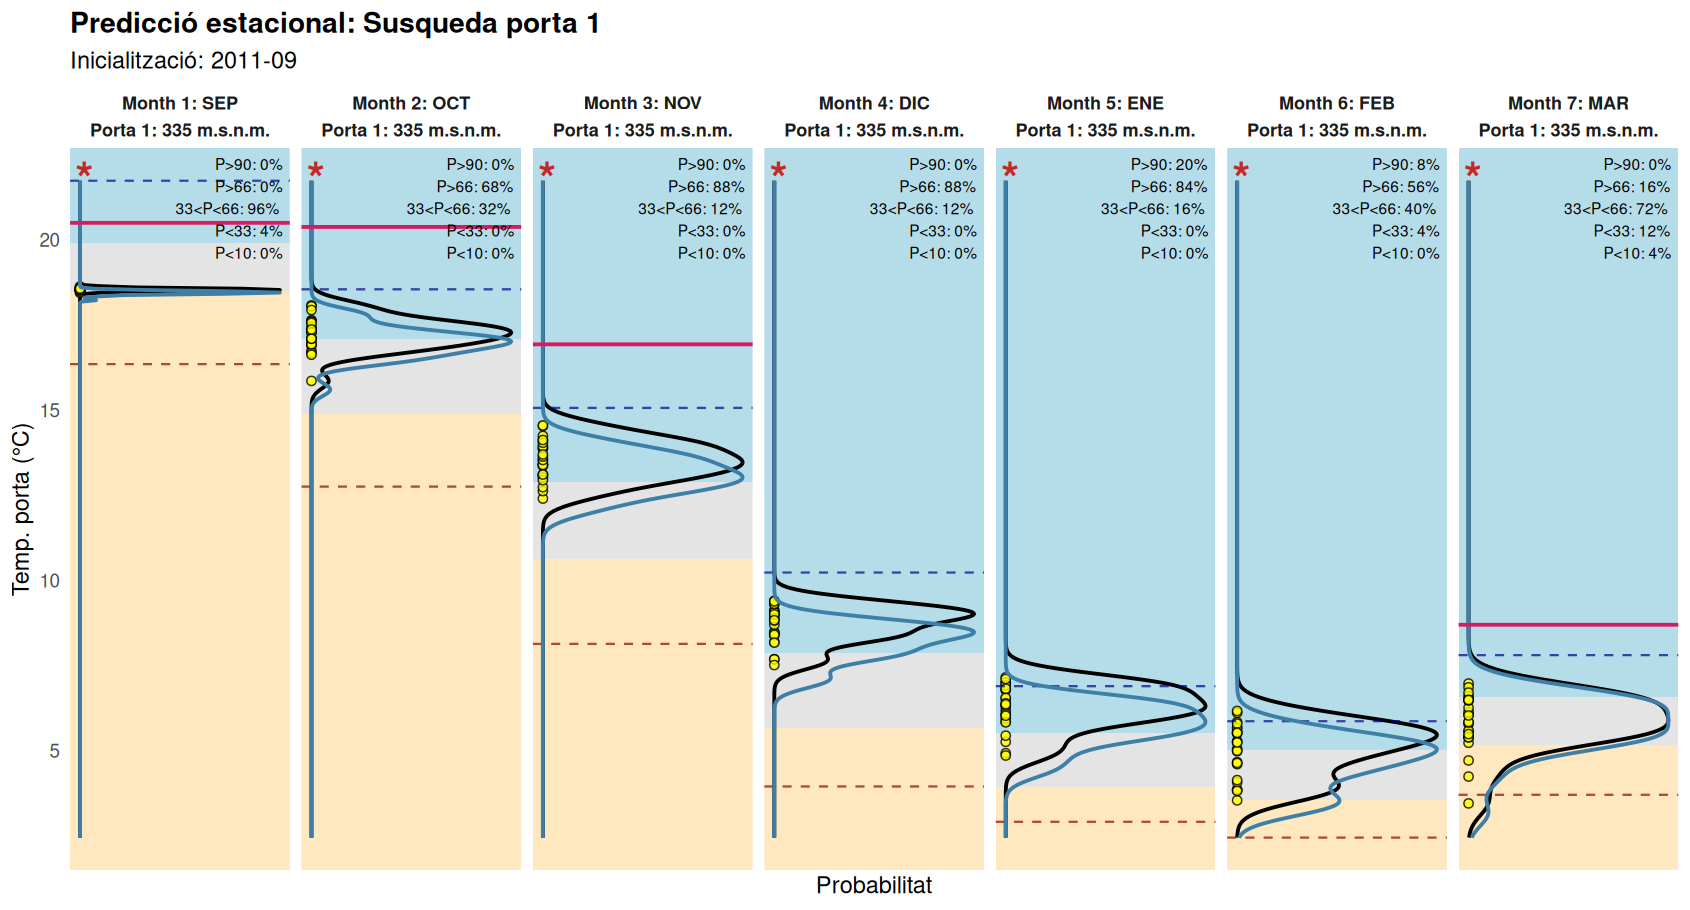 Predicció estacional: Susqueda porta 1
Inicialització: 2011-09
Month 1: SEP
Porta 1: 335 m.s.n.m.
Month 2: OCT
Porta 1: 335 m.s.n.m.
Month 3: NOV
Porta 1: 335 m.s.n.m.
Month 4: DIC
Porta 1: 335 m.s.n.m.
Month 5: ENE
Porta 1: 335 m.s.n.m.
Month 6: FEB
Porta 1: 335 m.s.n.m.
Month 7: MAR
Porta 1: 335 m.s.n.m.
*
P>90: 0%
P>66: 0%
33<P<66: 96%
P<33: 4%
P<10: 0%
*
P>90: 0%
P>66: 68%
33<P<66: 32%
P<33: 0%
P<10: 0%
*
P>90: 0%
P>66: 88%
33<P<66: 12%
P<33: 0%
P<10: 0%
*
P>90: 0%
P>66: 88%
33<P<66: 12%
P<33: 0%
P<10: 0%
*
P>90: 20%
P>66: 84%
33<P<66: 16%
P<33: 0%
P<10: 0%
*
P>90: 8%
P>66: 56%
33<P<66: 40%
P<33: 4%
P<10: 0%
*
P>90: 0%
P>66: 16%
33<P<66: 72%
P<33: 12%
P<10: 4%
20
15
10
5
Temp. porta (°C)
Probabilitat